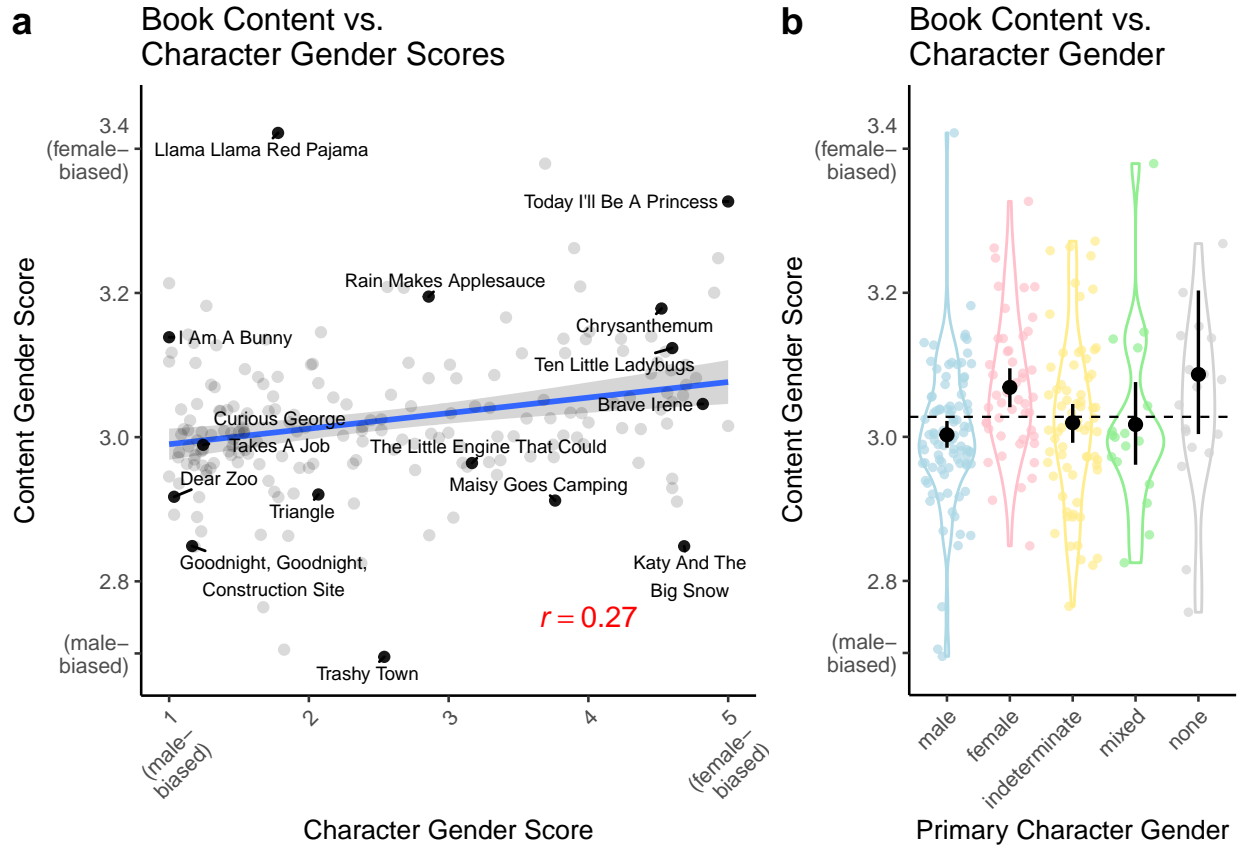 a
Book Content vs.
Character Gender Scores
3.4
(female–
biased)
3.2
3.0
2.8
(male–
biased)
Content Gender Score
Llama Llama Red Pajama
Today I'll Be A Princess
Rain Makes Applesauce
Chrysanthemum
I Am A Bunny
Ten Little Ladybugs
Brave Irene
Curious George
Takes A Job
The Little Engine That Could
Dear Zoo
Maisy Goes Camping
Triangle
Goodnight, Goodnight,
Construction Site
Katy And The
Big Snow
r = 0.27
Trashy Town
1
(male–
biased)
2
3
4
5
(female–
biased)
Character Gender Score
b
Book Content vs.
Character Gender
3.4
(female–
biased)
3.2
3.0
2.8
(male–
biased)
Content Gender Score
male
female
indeterminate
mixed
none
Primary Character Gender